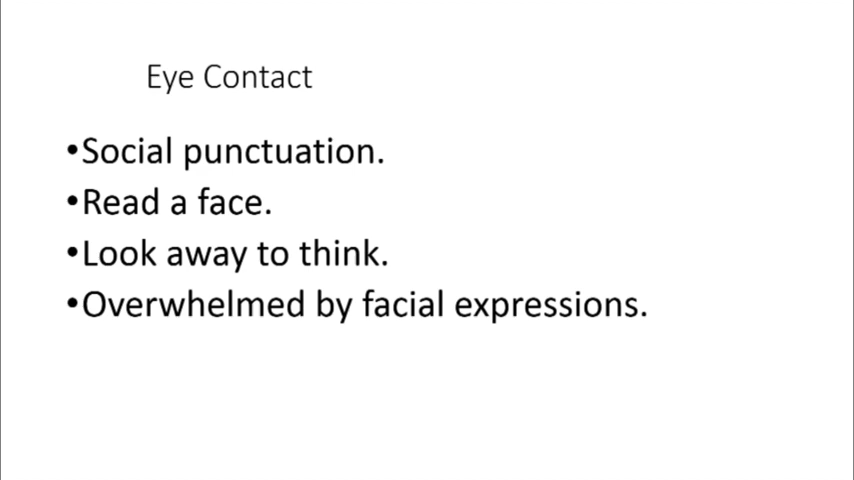 Eye Contact
•Social punctuation.
•Read a face.
•Look away to think.
•Overwhelmed by facial expressions.